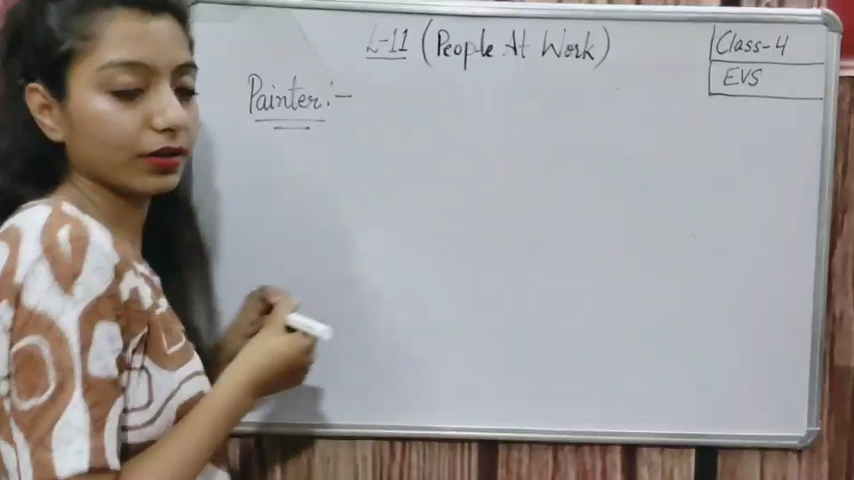 L-11 (People At Work)
Class-4
EVS
Painter:-